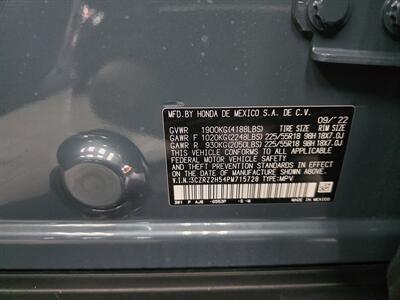 MFD.BY HONDA DE MEXICO S.A. DE C.V.
09/ 22
GVWR 1900KG(4188LBS) TIRE SIZE RIM SIZE
GAWR F 1020KG(2248LBS) 225/55R18 98H 18X7.0J
GAWR R 930KG(2050LBS) 225/55R18 98H 18X7.0J
THIS VEHICLE CONFORMS TO ALL APPLICABLE
FEDERAL MOTOR VEHICLE SAFETY
AND THEFT PREVENTION STANDARDS IN EFFECT ON
THE DATE OF MANUFACTURE SHOWN ABOVE.
V.I.N.:3CZRZ2H54PM715728 TYPE:MPV
MADE IN MEXICO